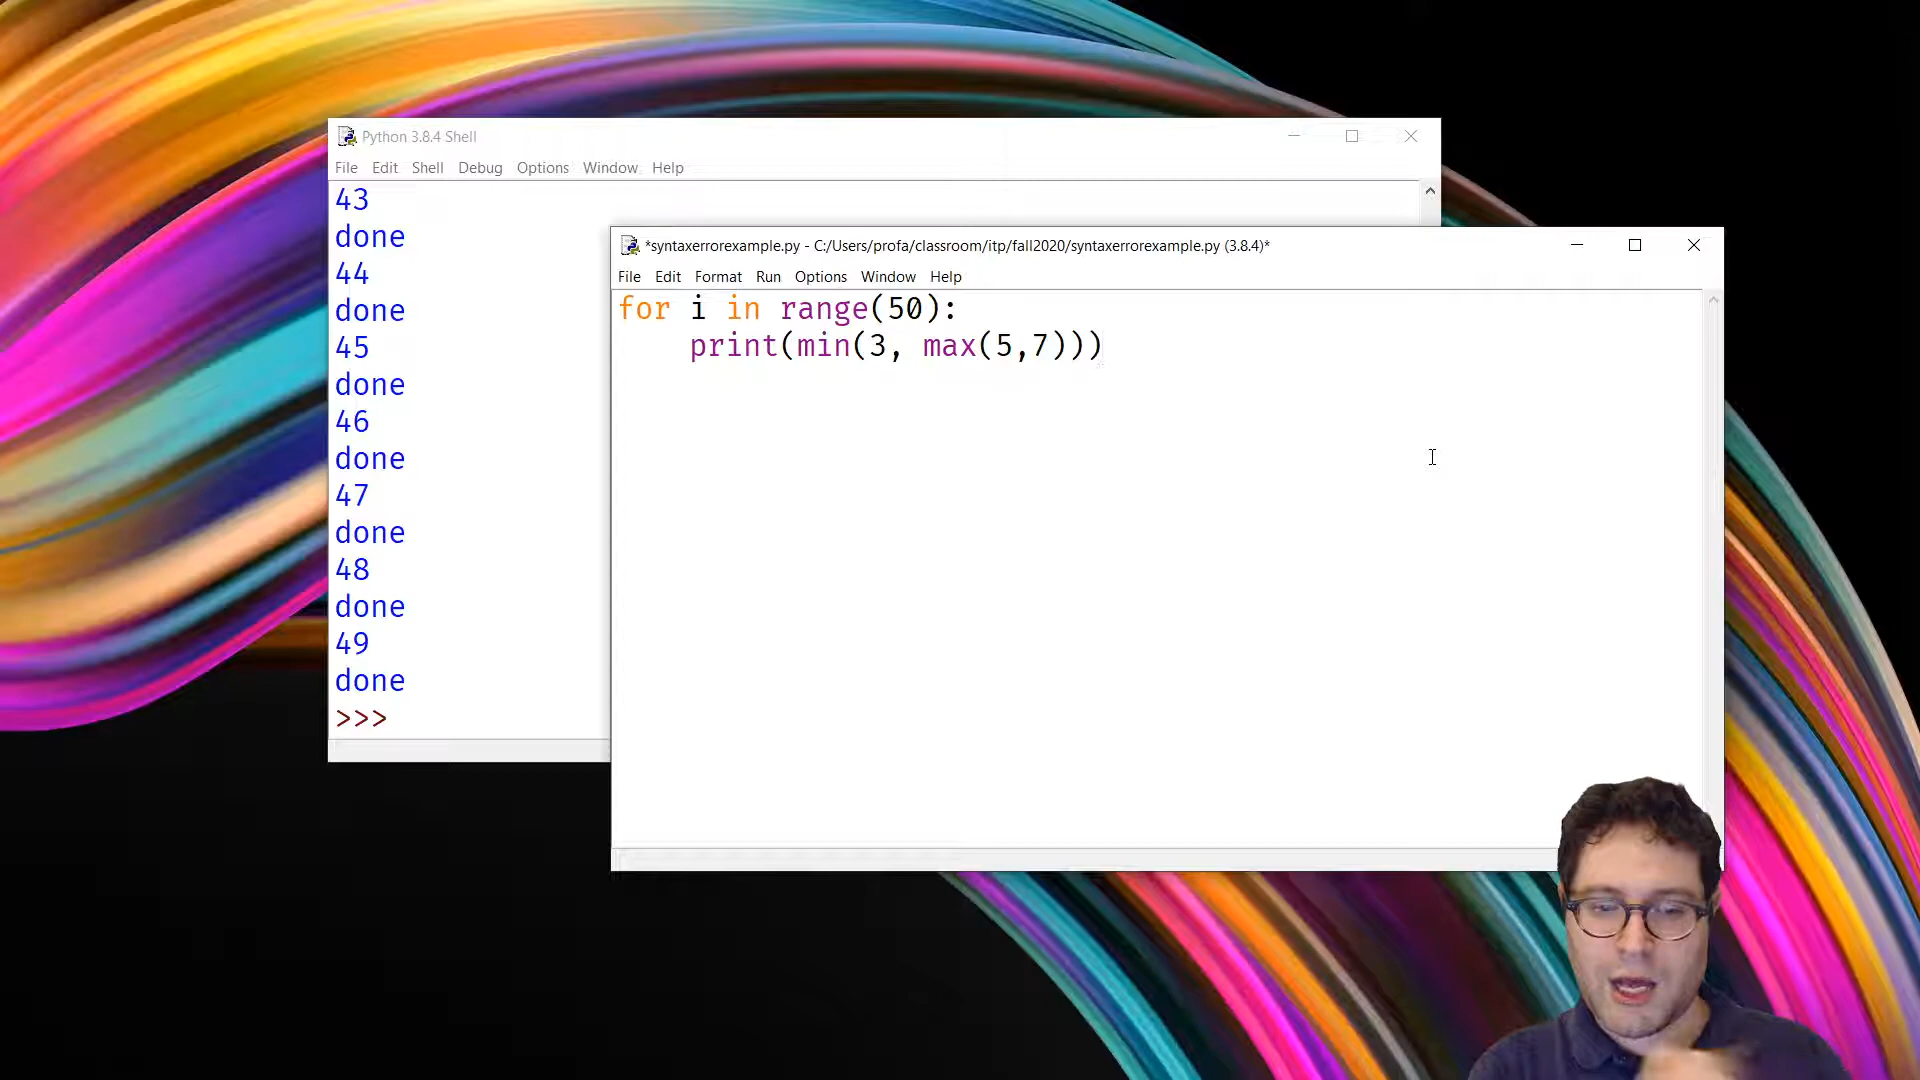 Python 3.8.4 Shell
File Edit Shell Debug Options Window Help
43
done
44
done
45
done
46
done
47
done
48
done
49
done
>>>
*syntaxerrorexample.py - C:/Users/profa/classroom/itp/fall2020/syntaxerrorexample.py (3.8.4)*
File Edit Format Run Options Window Help
for i in range(50):
    print(min(3, max(5,7)))